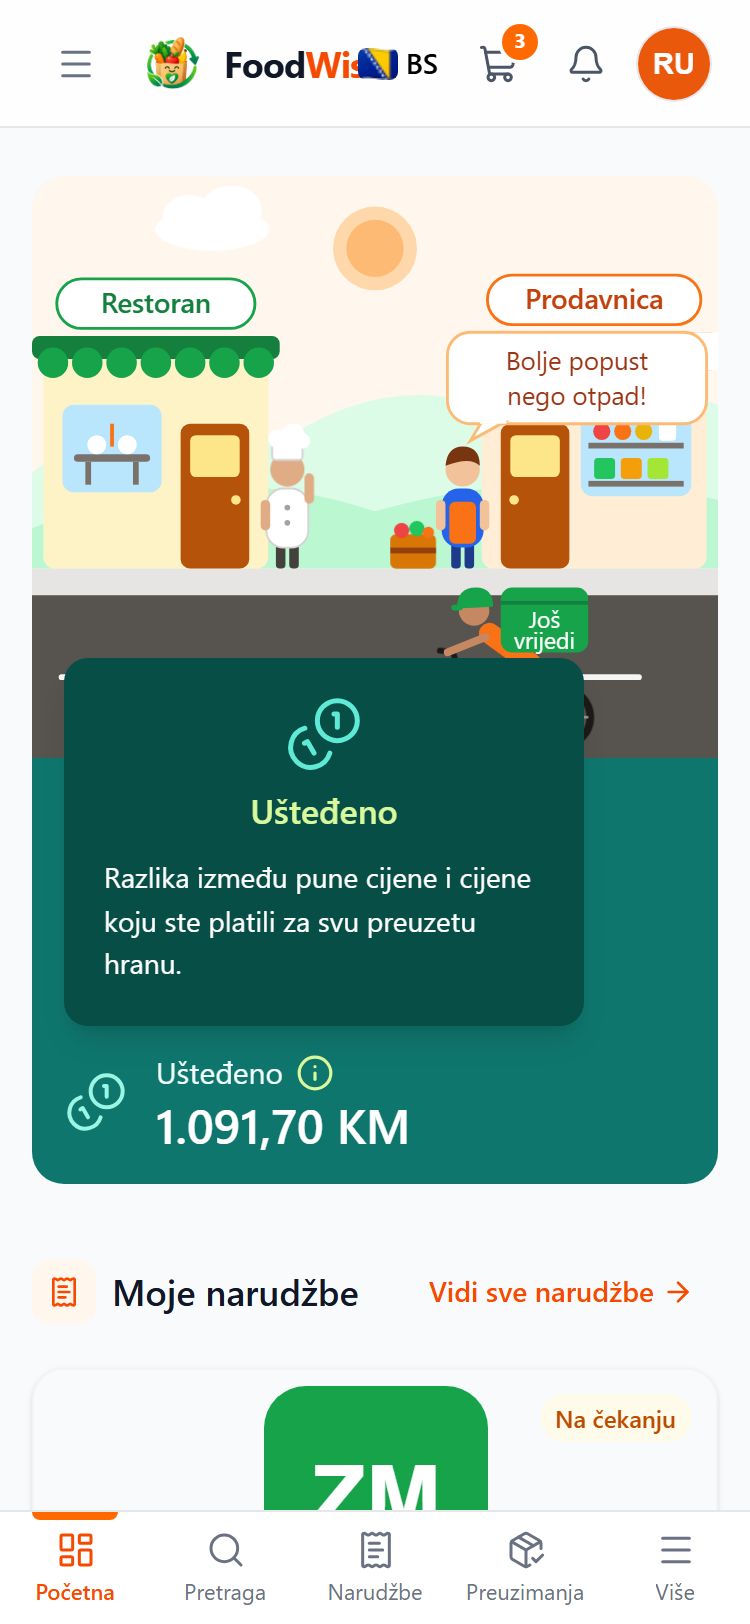 BS
3
RU
Restoran
Prodavnica
Bolje popust
nego otpad!
Još
vrijedi
Ušteđeno
Razlika između pune cijene i cijene
koju ste platili za svu preuzetu
hranu.
Ušteđeno
1.091,70 KM
Moje narudžbe
Vidi sve narudžbe
Na čekanju
ZM
Početna
Pretraga
Narudžbe
Preuzimanja
Više